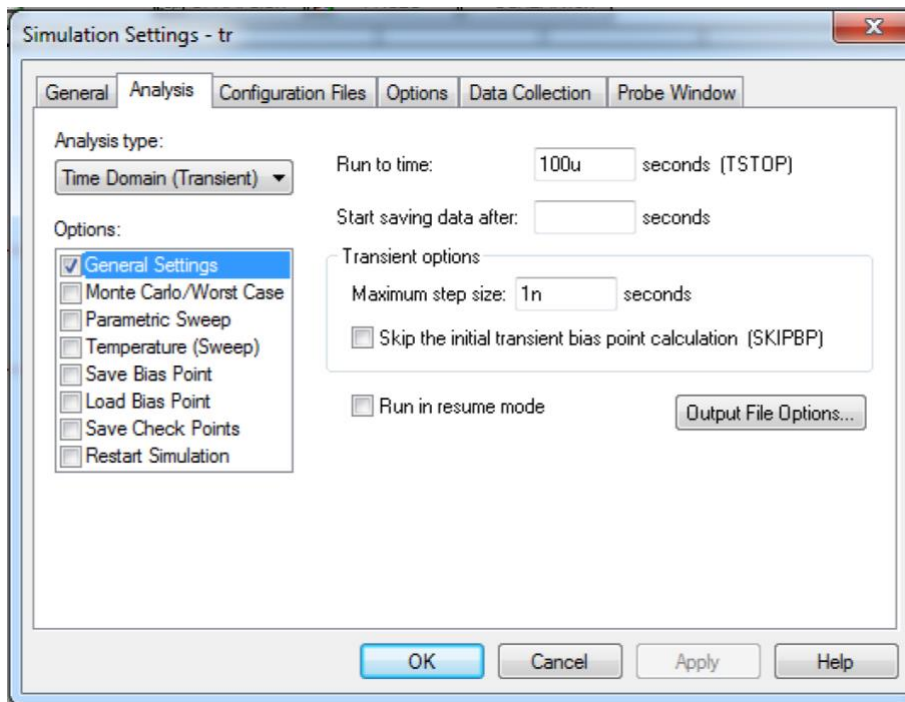 Simulation Settings - tr
General Analysis Configuration Files Options Data Collection Probe Window
Analysis type:
Time Domain (Transient)
Options:
General Settings
Monte Carlo/Worst Case
Parametric Sweep
Temperature (Sweep)
Save Bias Point
Load Bias Point
Save Check Points
Restart Simulation
Run to time: 100u seconds (TSTOP)
Start saving data after: seconds
Transient options
Maximum step size: 1n seconds
Skip the initial transient bias point calculation (SKIPBP)
Run in resume mode
Output File Options...
OK Cancel Apply Help